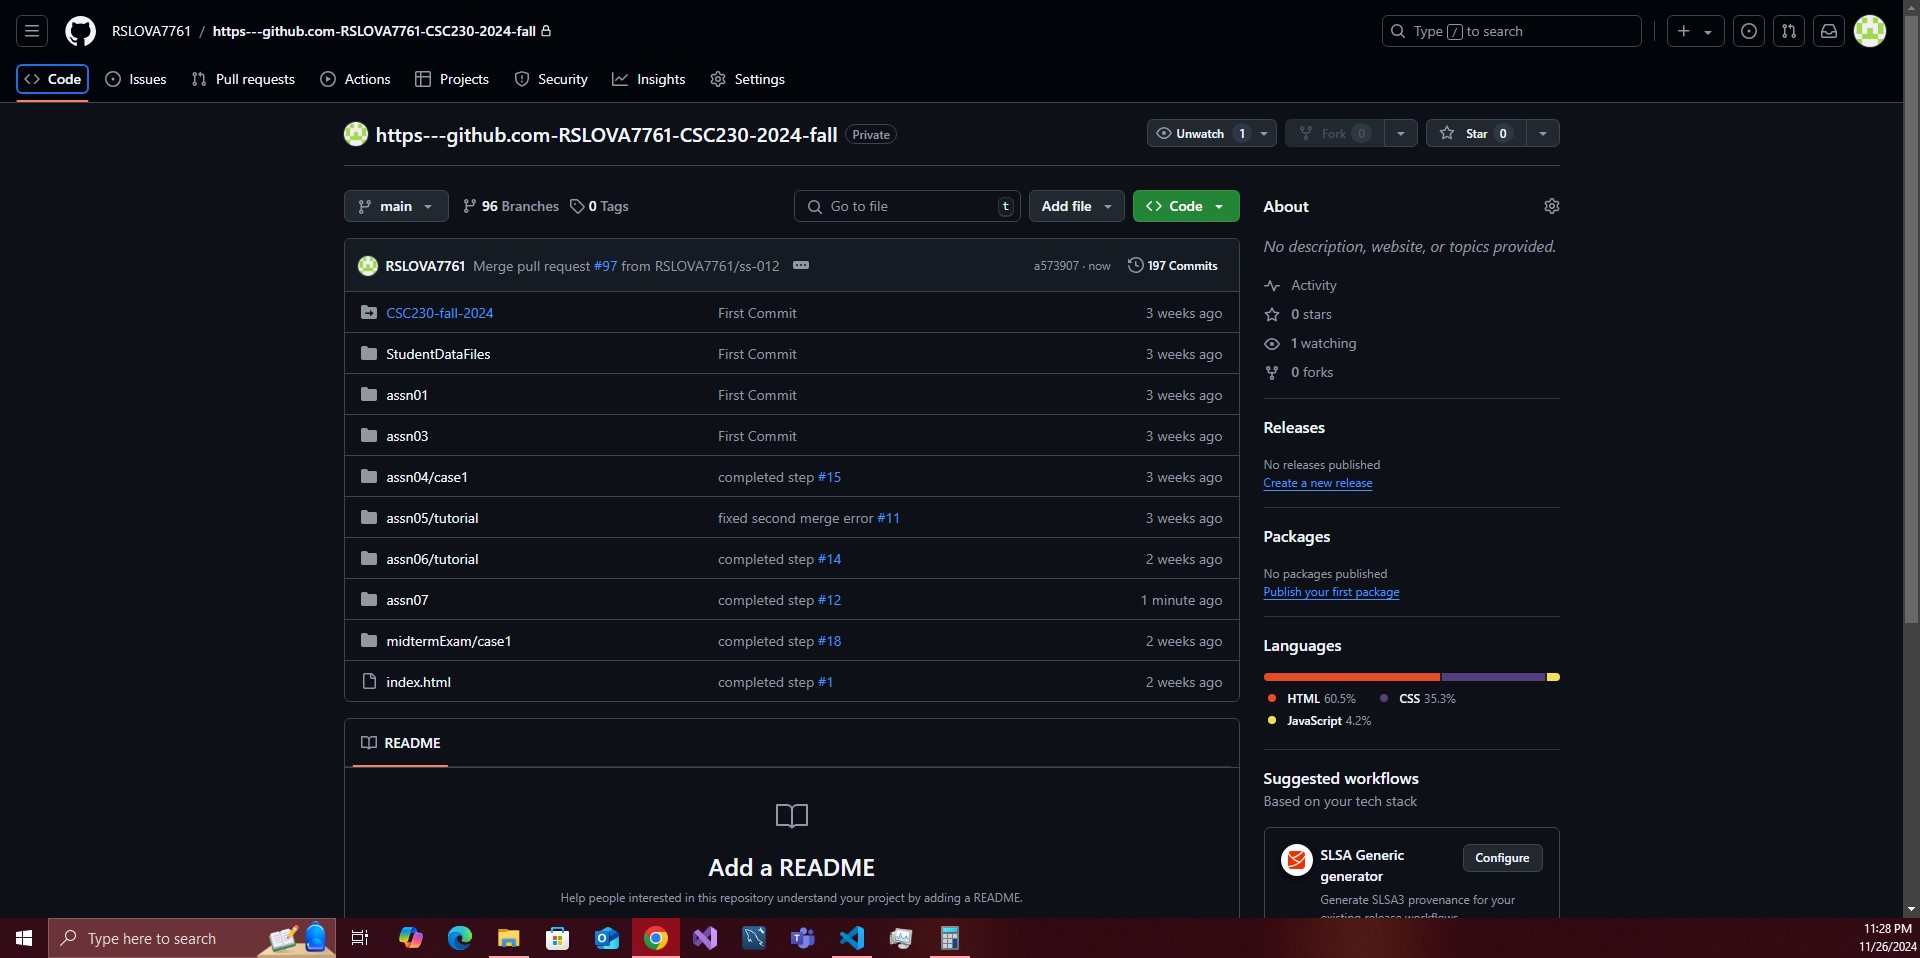 RSLOVA7761 / https---github.com-RSLOVA7761-CSC230-2024-fall
Type / to search
Code Issues Pull requests Actions Projects Security Insights Settings
https---github.com-RSLOVA7761-CSC230-2024-fall Private
Unwatch 1 Fork 0 Star 0
main 96 Branches 0 Tags
Go to file t Add file Code
RSLOVA7761 Merge pull request #97 from RSLOVA7761/ss-012 a573907 · now 197 Commits
CSC230-fall-2024 First Commit 3 weeks ago
StudentDataFiles First Commit 3 weeks ago
assn01 First Commit 3 weeks ago
assn03 First Commit 3 weeks ago
assn04/case1 completed step #15 3 weeks ago
assn05/tutorial fixed second merge error #11 3 weeks ago
assn06/tutorial completed step #14 2 weeks ago
assn07 completed step #12 1 minute ago
midtermExam/case1 completed step #18 2 weeks ago
index.html completed step #1 2 weeks ago
README
Add a README
Help people interested in this repository understand your project by adding a README.
About
No description, website, or topics provided.
Activity
0 stars
1 watching
0 forks
Releases
No releases published
Create a new release
Packages
No packages published
Publish your first package
Languages
HTML 60.5% CSS 35.3%
JavaScript 4.2%
Suggested workflows
Based on your tech stack
SLSA Generic
generator
Configure
Generate SLSA3 provenance for your
existing release workflows
Type here to search
11:28 PM
11/26/2024